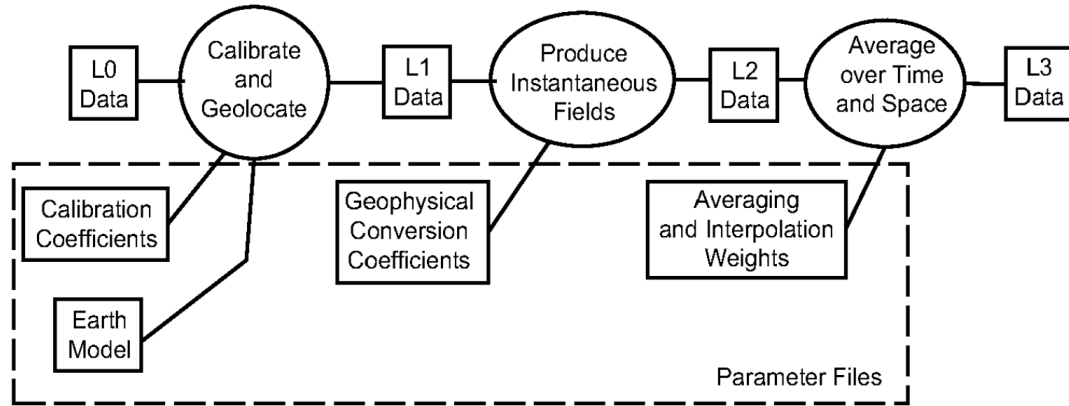 L0
Data
Calibrate
and
Geolocate
L1
Data
Produce
Instantaneous
Fields
L2
Data
Average
over Time
and Space
L3
Data
Calibration
Coefficients
Geophysical
Conversion
Coefficients
Averaging
and Interpolation
Weights
Earth
Model
Parameter Files